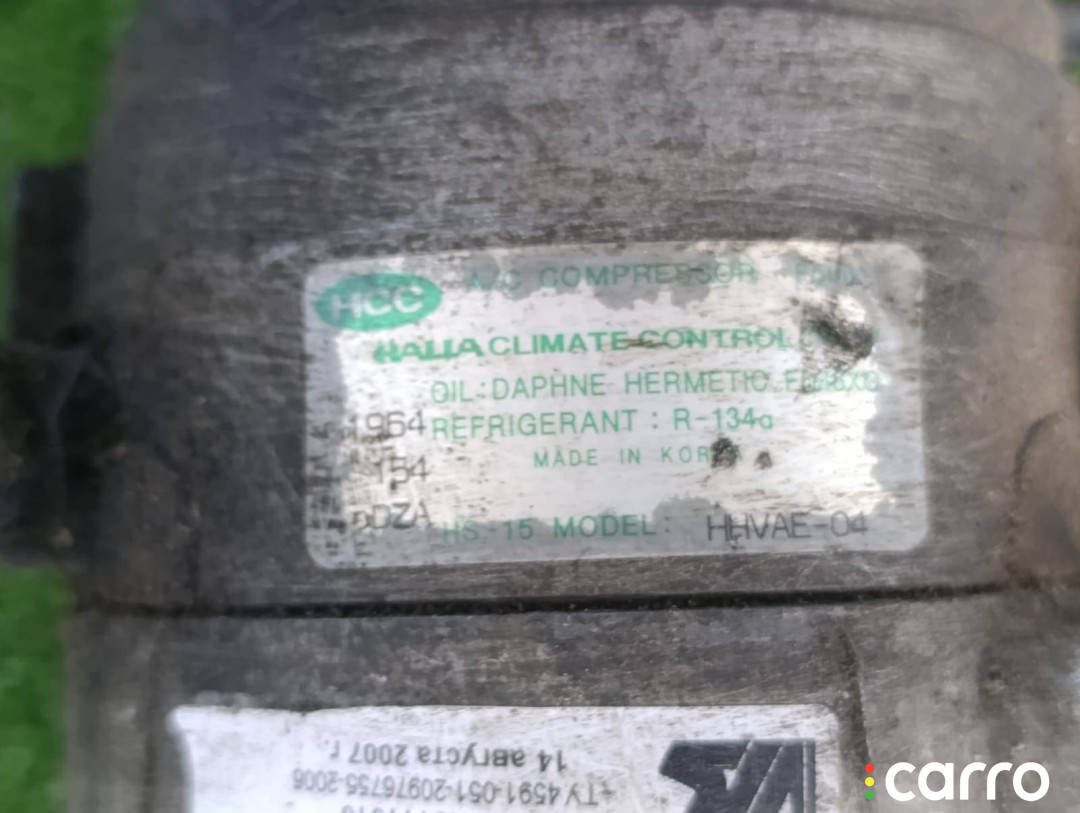 HCC
A/C COMPRESSOR
HALLA CLIMATE CONTROL
OIL: DAPHNE HERMETIC
1964 REFRIGERANT : R-134a
154 MADE IN KOREA
DZA HS-15 MODEL: HHVAE-04
14 августа 2007 г.
ТУ 4591-051-20976755-2006
carro